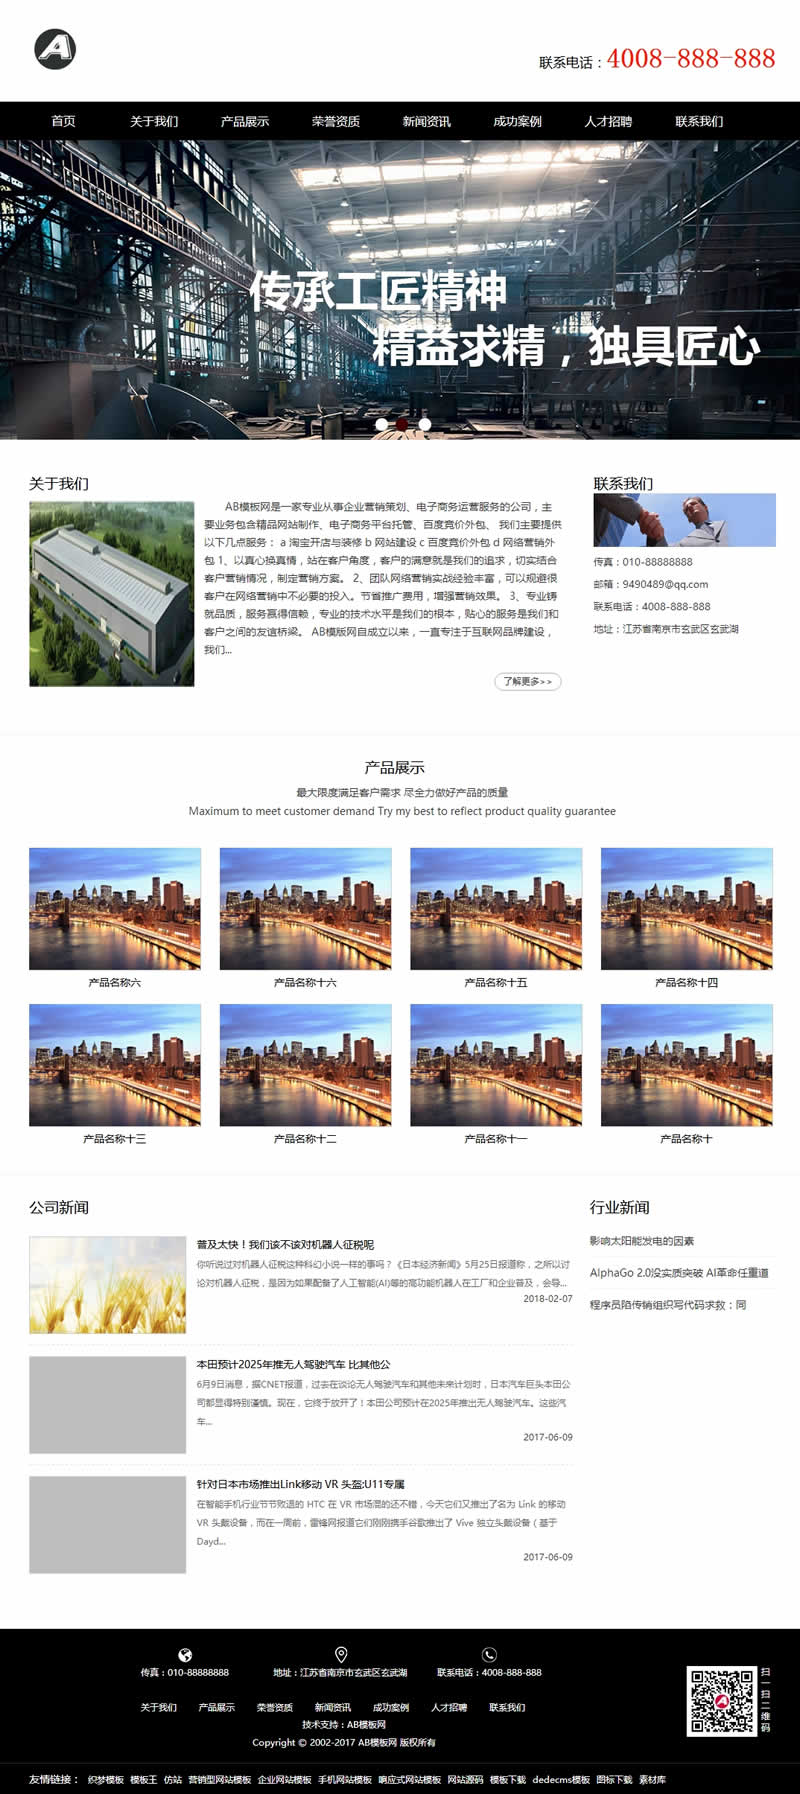 A
联系电话：4008-888-888
首页 关于我们 产品展示 荣誉资质 新闻资讯 成功案例 人才招聘 联系我们
传承工匠精神
精益求精，独具匠心
关于我们
AB模板网是一家专业从事企业营销策划、电子商务运营服务的公司，主
要业务包含精品网站制作、电子商务平台托管、百度竞价外包、 我们主要提供
以下几点服务： a 淘宝开店与装修 b 网站建设 c 百度竞价外包 d 网络营销外
包 1、以真心换真情，站在客户角度，客户的满意就是我们的追求，切实结合
客户营销情况，制定营销方案。 2、团队网络营销实战经验丰富，可以规避很
客户在网络营销中不必要的投入。节省推广费用，增强营销效果。 3、专业铸
就品质，服务赢得信赖，专业的技术水平是我们的根本，贴心的服务是我们和
客户之间的友谊桥梁。 AB模版网自成立以来，一直专注于互联网品牌建设，
我们...
了解更多>>
联系我们
传真：010-88888888
邮箱：9490489@qq.com
联系电话：4008-888-888
地址：江苏省南京市玄武区玄武湖
产品展示
最大限度满足客户需求 尽全力做好产品的质量
Maximum to meet customer demand Try my best to reflect product quality guarantee
产品名称六 产品名称十六 产品名称十五 产品名称十四
产品名称十三 产品名称十二 产品名称十一 产品名称十
公司新闻
普及太快！我们该不该对机器人征税呢
你听说过对机器人征税这种科幻小说一样的事吗？《日本经济新闻》5月25日报道称，之所以讨
论对机器人征税，是因为如果配备了人工智能(AI)等的高功能机器人在工厂和企业普及，会导...
2018-02-07
本田预计2025年推无人驾驶汽车 比其他公
6月9日消息，据CNET报道，过去在谈论无人驾驶汽车和其他未来计划时，日本汽车巨头本田公
司都显得特别谨慎。现在，它终于放开了！本田公司预计在2025年推出无人驾驶汽车。这些汽
车...
2017-06-09
针对日本市场推出Link移动 VR 头盔:U11专属
在智能手机行业节节败退的 HTC 在 VR 市场混的还不错，今天它们又推出了名为 Link 的移动
VR 头戴设备，而在一周前，雷锋网报道它们刚刚携手谷歌推出了 Vive 独立头戴设备（基于
Dayd...
2017-06-09
行业新闻
影响太阳能发电的因素
AlphaGo 2.0没实质突破 AI革命任重道
程序员陷传销组织写代码求救：同
传真：010-88888888 地址：江苏省南京市玄武区玄武湖 联系电话：4008-888-888
关于我们 产品展示 荣誉资质 新闻资讯 成功案例 人才招聘 联系我们
技术支持：AB模板网
Copyright © 2002-2017 AB模板网 版权所有
扫一扫二维码
友情链接： 织梦模板 模板王 仿站 营销型网站模板 企业网站模板 手机网站模板 响应式网站模板 网站源码 模板下载 dedecms模板 图标下载 素材库